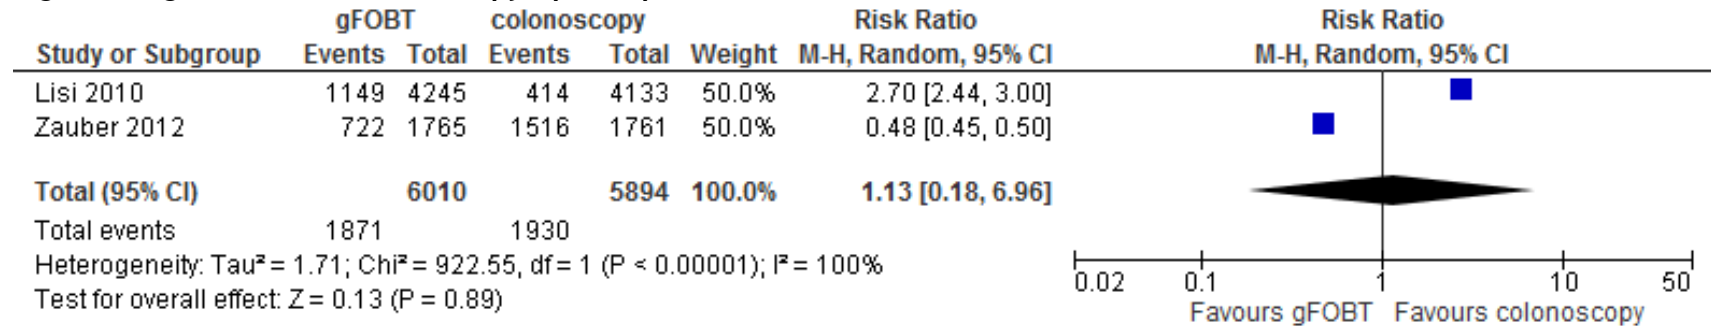 gFOBT colonoscopy Risk Ratio Risk Ratio
Study or Subgroup Events Total Events Total Weight M-H, Random, 95% CI M-H, Random, 95% CI
Lisi 2010 1149 4245 414 4133 50.0% 2.70 [2.44, 3.00]
Zauber 2012 722 1765 1516 1761 50.0% 0.48 [0.45, 0.50]
Total (95% CI) 6010 5894 100.0% 1.13 [0.18, 6.96]
Total events 1871 1930
Heterogeneity: Tau² = 1.71; Chi² = 922.55, df = 1 (P < 0.00001); I² = 100%
Test for overall effect: Z = 0.13 (P = 0.89)
0.02 0.1 1 10 50
Favours gFOBT Favours colonoscopy